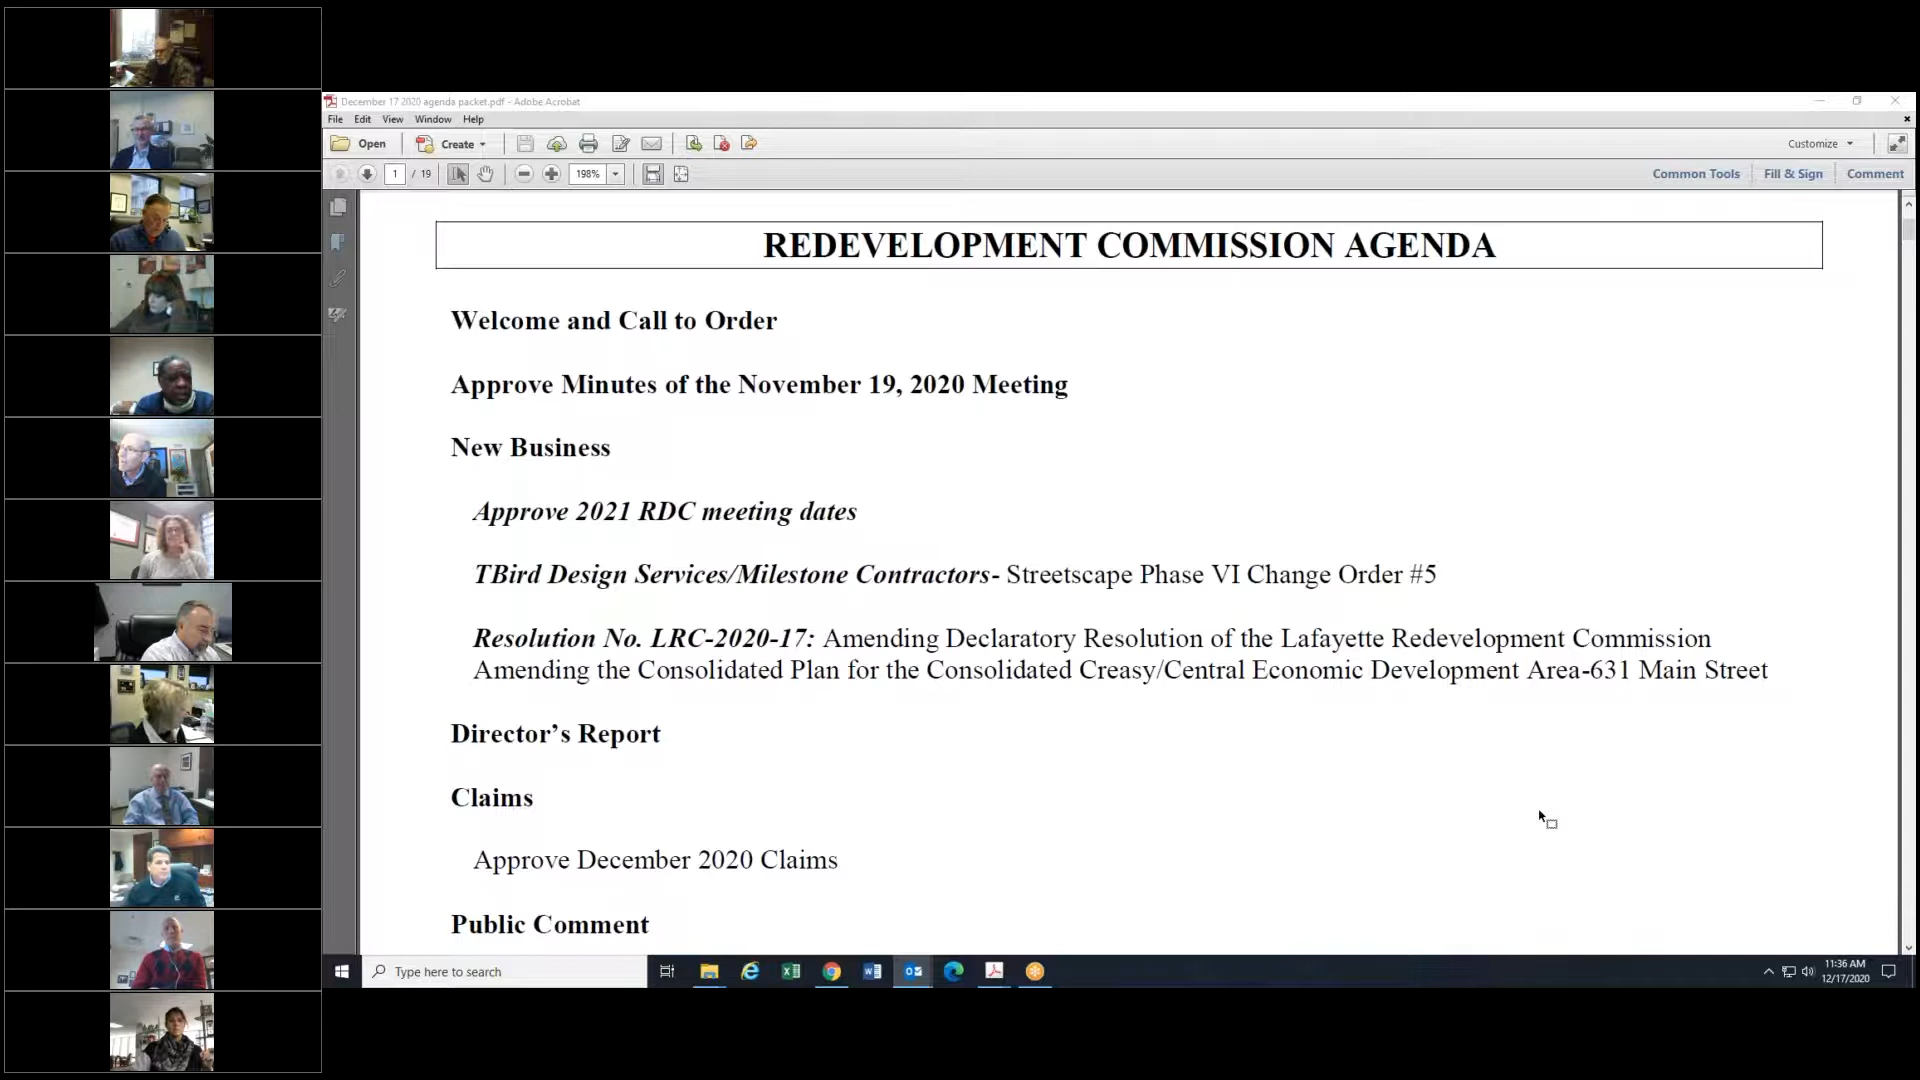 December 17 2020 agenda packet.pdf - Adobe Acrobat
File Edit View Window Help
Open Create Customize
1 / 19 198% Common Tools Fill & Sign Comment
REDEVELOPMENT COMMISSION AGENDA
Welcome and Call to Order
Approve Minutes of the November 19, 2020 Meeting
New Business
Approve 2021 RDC meeting dates
TBird Design Services/Milestone Contractors- Streetscape Phase VI Change Order #5
Resolution No. LRC-2020-17: Amending Declaratory Resolution of the Lafayette Redevelopment Commission
Amending the Consolidated Plan for the Consolidated Creasy/Central Economic Development Area-631 Main Street
Director’s Report
Claims
Approve December 2020 Claims
Public Comment
Type here to search
11:36 AM
12/17/2020